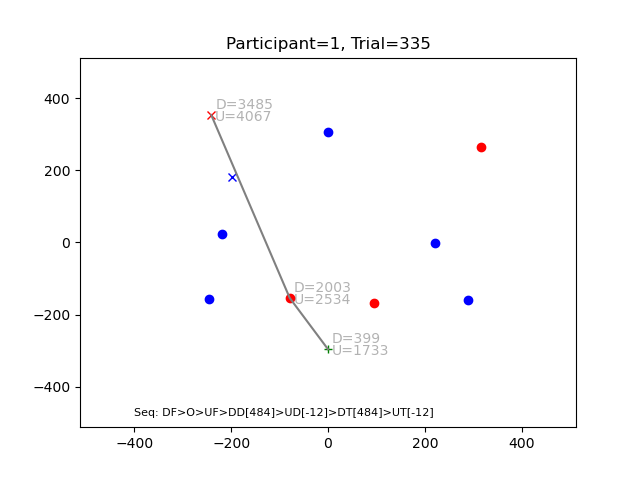 Participant=1, Trial=335
400
200
0
−200
−400
D=3485
U=4067
D=2003
U=2534
D=399
U=1733
Seq: DF>O>UF>DD[484]>UD[-12]>DT[484]>UT[-12]
−400 −200 0 200 400